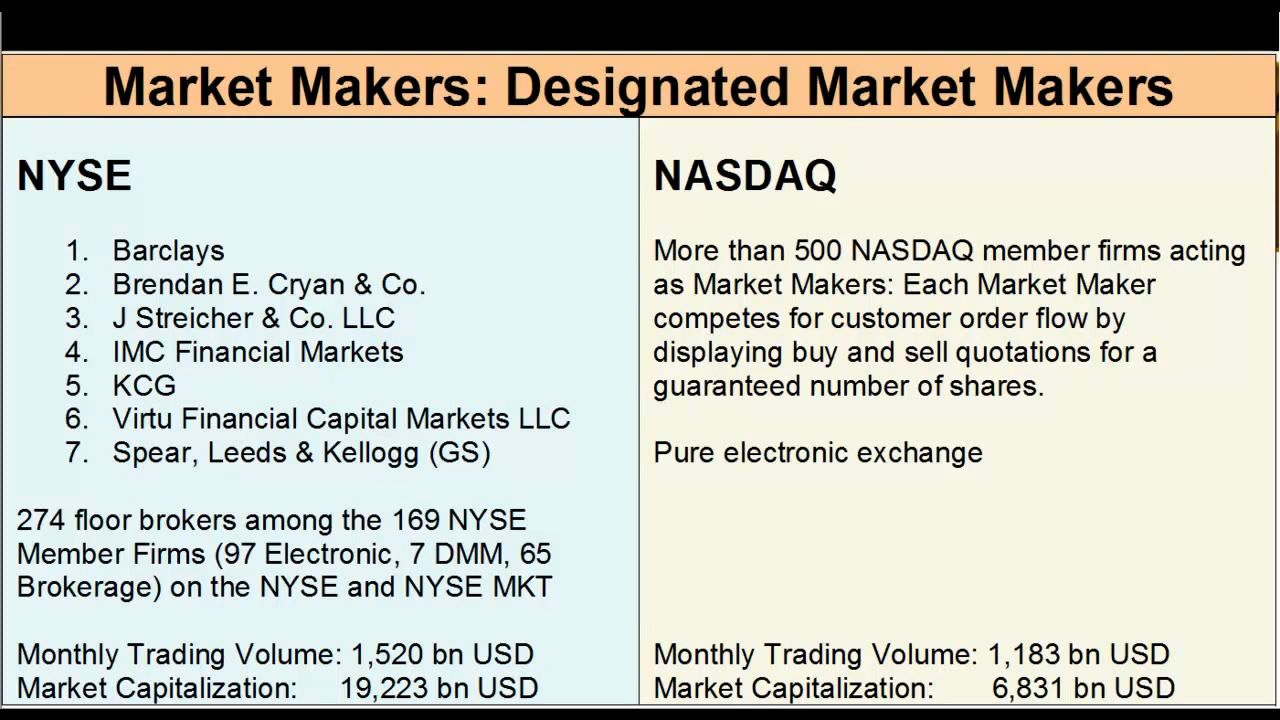 Market Makers: Designated Market Makers
NYSE
1. Barclays
2. Brendan E. Cryan & Co.
3. J Streicher & Co. LLC
4. IMC Financial Markets
5. KCG
6. Virtu Financial Capital Markets LLC
7. Spear, Leeds & Kellogg (GS)
274 floor brokers among the 169 NYSE
Member Firms (97 Electronic, 7 DMM, 65
Brokerage) on the NYSE and NYSE MKT
Monthly Trading Volume: 1,520 bn USD
Market Capitalization: 19,223 bn USD
NASDAQ
More than 500 NASDAQ member firms acting
as Market Makers: Each Market Maker
competes for customer order flow by
displaying buy and sell quotations for a
guaranteed number of shares.
Pure electronic exchange
Monthly Trading Volume: 1,183 bn USD
Market Capitalization: 6,831 bn USD